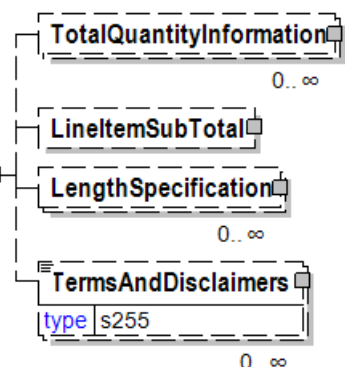 TotalQuantityInformation
0.. ∞
LineItemSubTotal
LengthSpecification
0.. ∞
TermsAndDisclaimers
type s255
0.. ∞